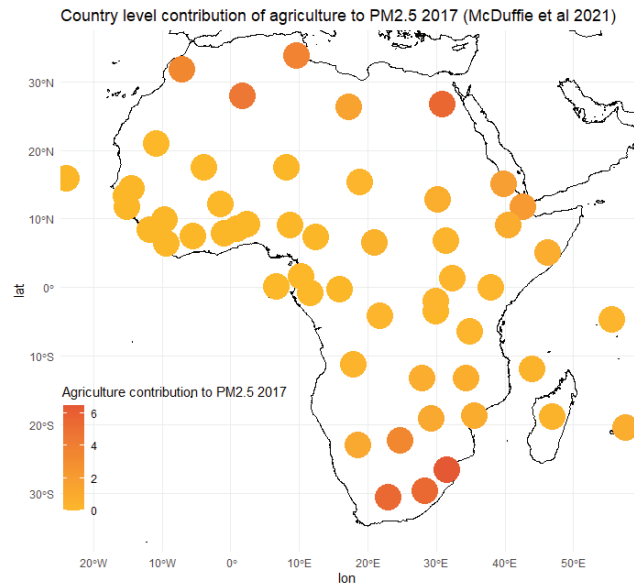 Country level contribution of agriculture to PM2.5 2017 (McDuffie et al 2021)
30°N
20°N
10°N
0°
10°S
20°S
30°S
lat
Agriculture contribution to PM2.5 2017
6
4
2
0
20°W 10°W 0° 10°E 20°E 30°E 40°E 50°E
lon